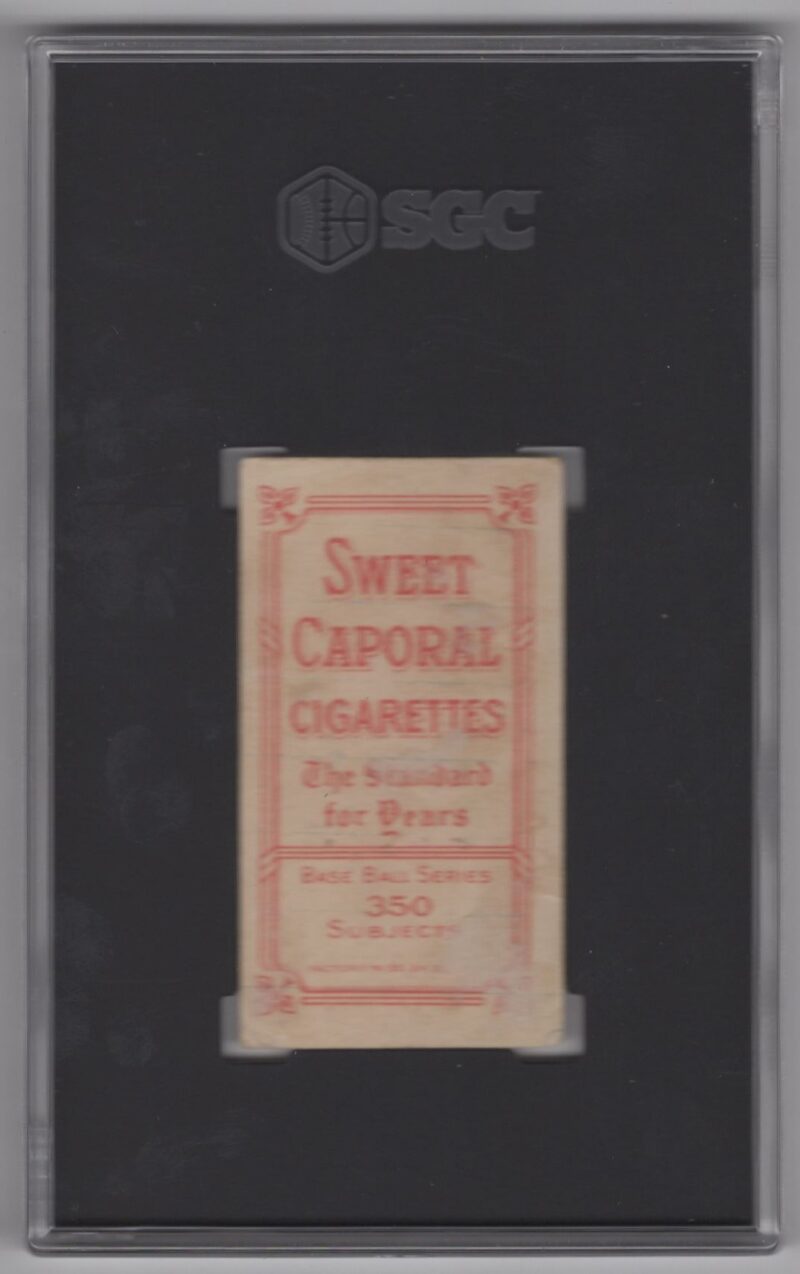 SGC
SWEET
CAPORAL
CIGARETTES
The Standard
for Years
BASE BALL SERIES
350
SUBJECTS